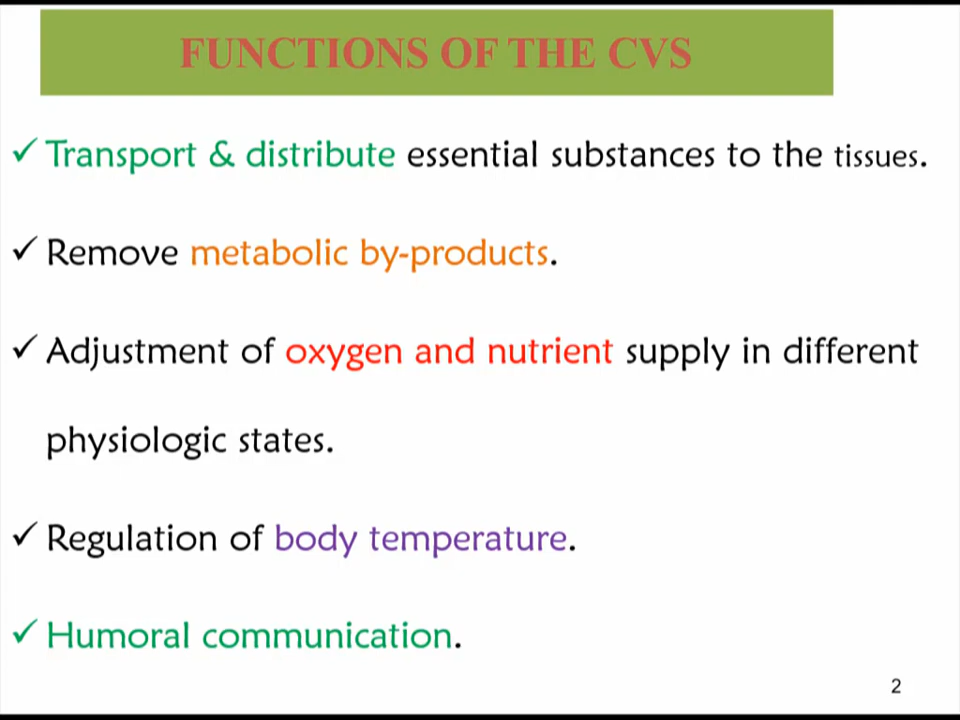 FUNCTIONS OF THE CVS
✓ Transport & distribute essential substances to the tissues.
✓ Remove metabolic by-products.
✓ Adjustment of oxygen and nutrient supply in different
physiologic states.
✓ Regulation of body temperature.
✓ Humoral communication.
2